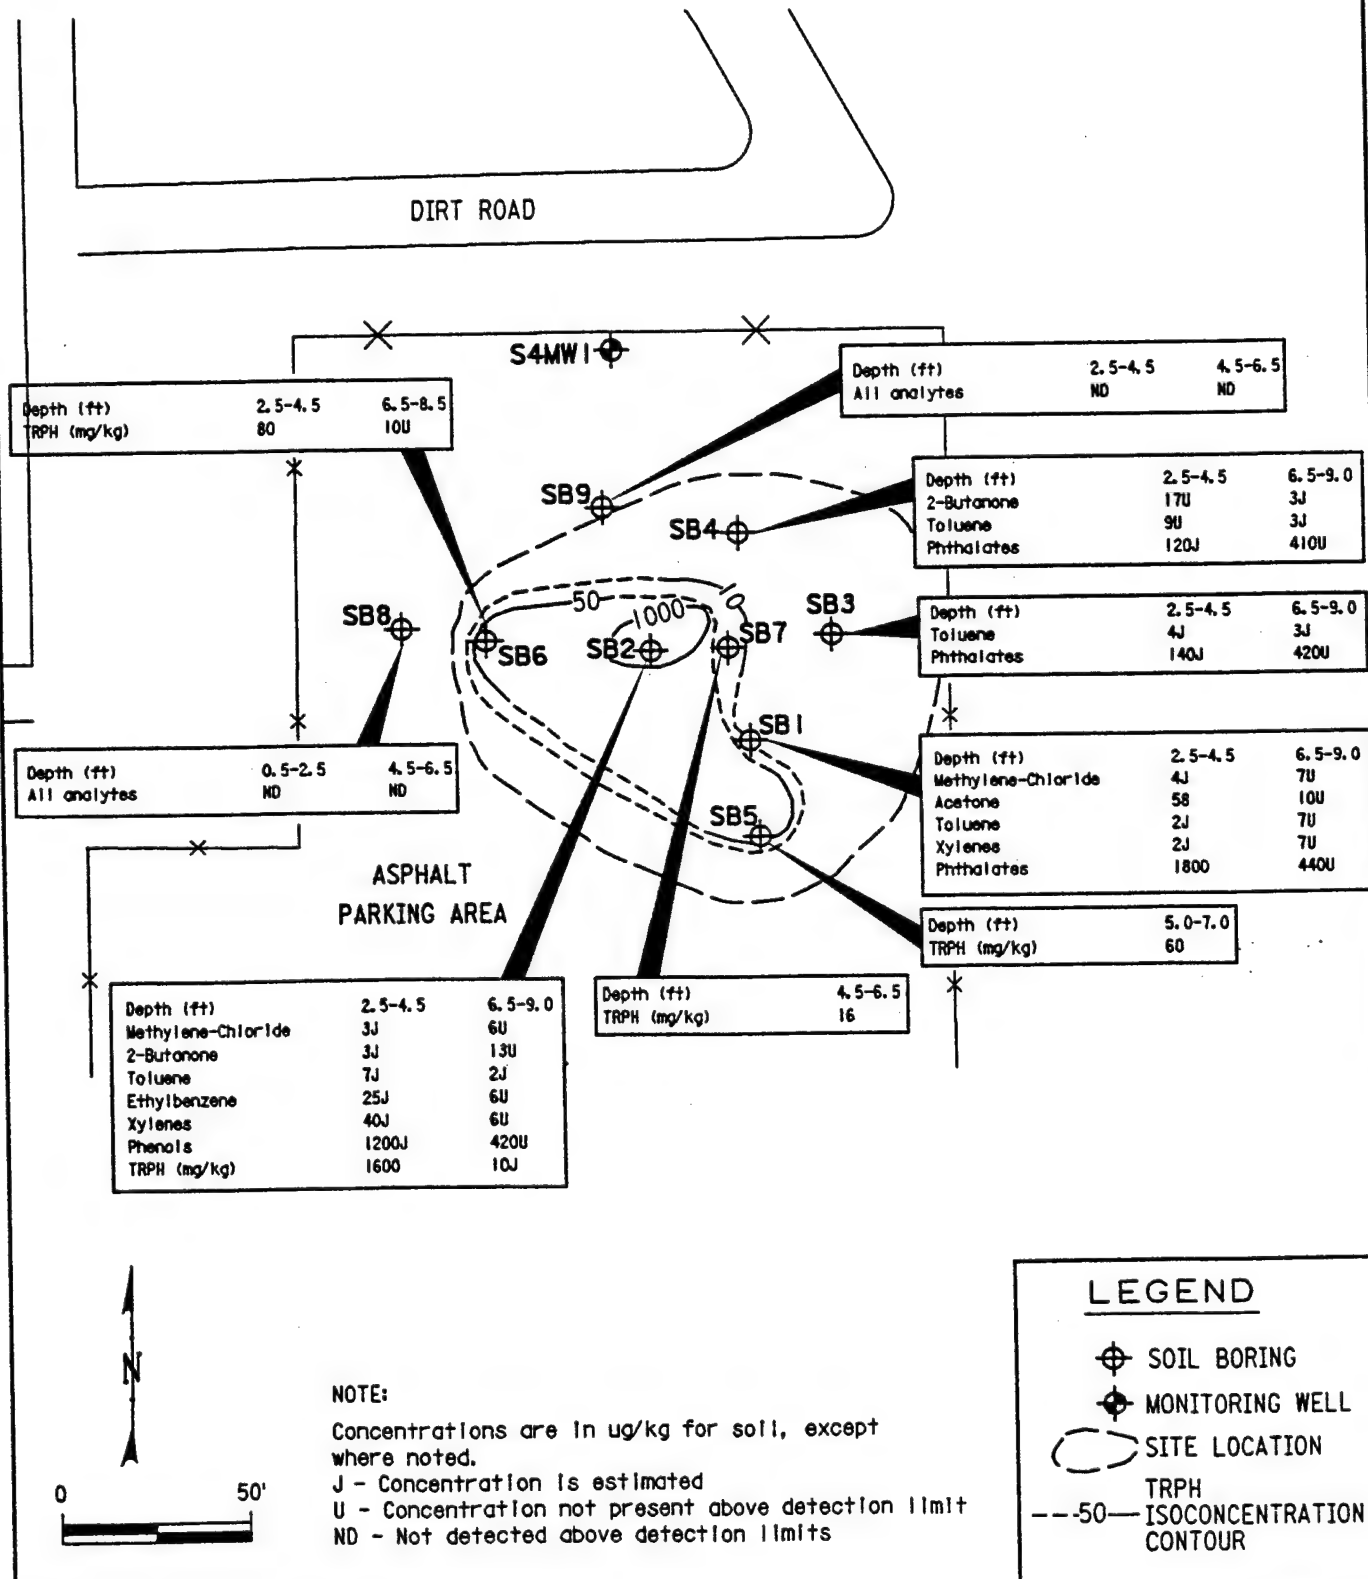 DIRT ROAD
S4MW1
Depth (ft) 2.5-4.5 4.5-6.5
All analytes ND ND
Depth (ft) 2.5-4.5 6.5-8.5
TRPH (mg/kg) 80 10U
SB9
Depth (ft) 2.5-4.5 6.5-9.0
2-Butanone 17U 3J
Toluene 9U 3J
Phthalates 120J 410U
SB4
50
1000
0
SB3
SB8
SB6
SB2
SB7
Depth (ft) 2.5-4.5 6.5-9.0
Toluene 4J 3J
Phthalates 140J 420U
SB1
Depth (ft) 0.5-2.5 4.5-6.5
All analytes ND ND
Depth (ft) 2.5-4.5 6.5-9.0
Methylene-Chloride 4J 7U
Acetone 58 10U
Toluene 2J 7U
Xylenes 2J 7U
Phthalates 1800 440U
SB5
ASPHALT
PARKING AREA
Depth (ft) 5.0-7.0
TRPH (mg/kg) 60
Depth (ft) 2.5-4.5 6.5-9.0
Methylene-Chloride 3J 6U
2-Butanone 3J 13U
Toluene 7J 2J
Ethylbenzene 25J 6U
Xylenes 40J 6U
Phenols 1200J 420U
TRPH (mg/kg) 1600 10J
Depth (ft) 4.5-6.5
TRPH (mg/kg) 16
N
0 50'
NOTE:
Concentrations are in ug/kg for soil, except
where noted.
J - Concentration is estimated
U - Concentration not present above detection limit
ND - Not detected above detection limits
LEGEND
SOIL BORING
MONITORING WELL
SITE LOCATION
TRPH
50 ISOCONCENTRATION
CONTOUR